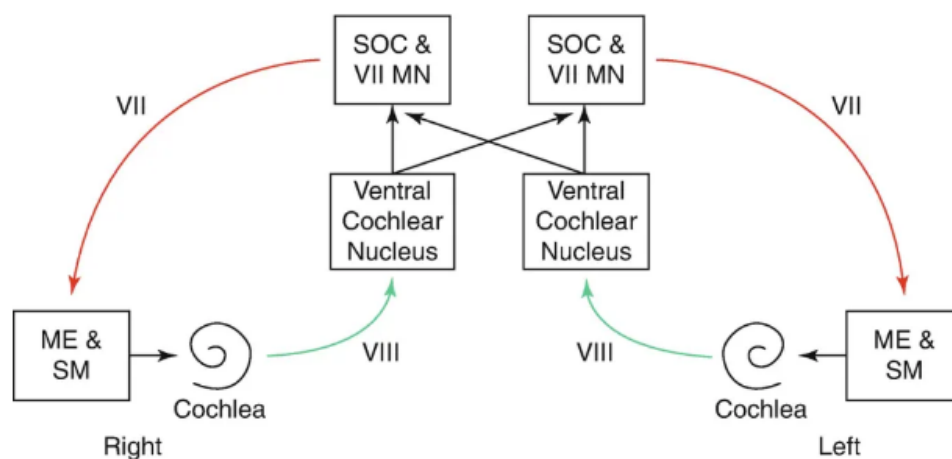 SOC &
VII MN
SOC &
VII MN
VII
VII
Ventral
Cochlear
Nucleus
Ventral
Cochlear
Nucleus
ME &
SM
VIII
VIII
ME &
SM
Cochlea
Cochlea
Right
Left